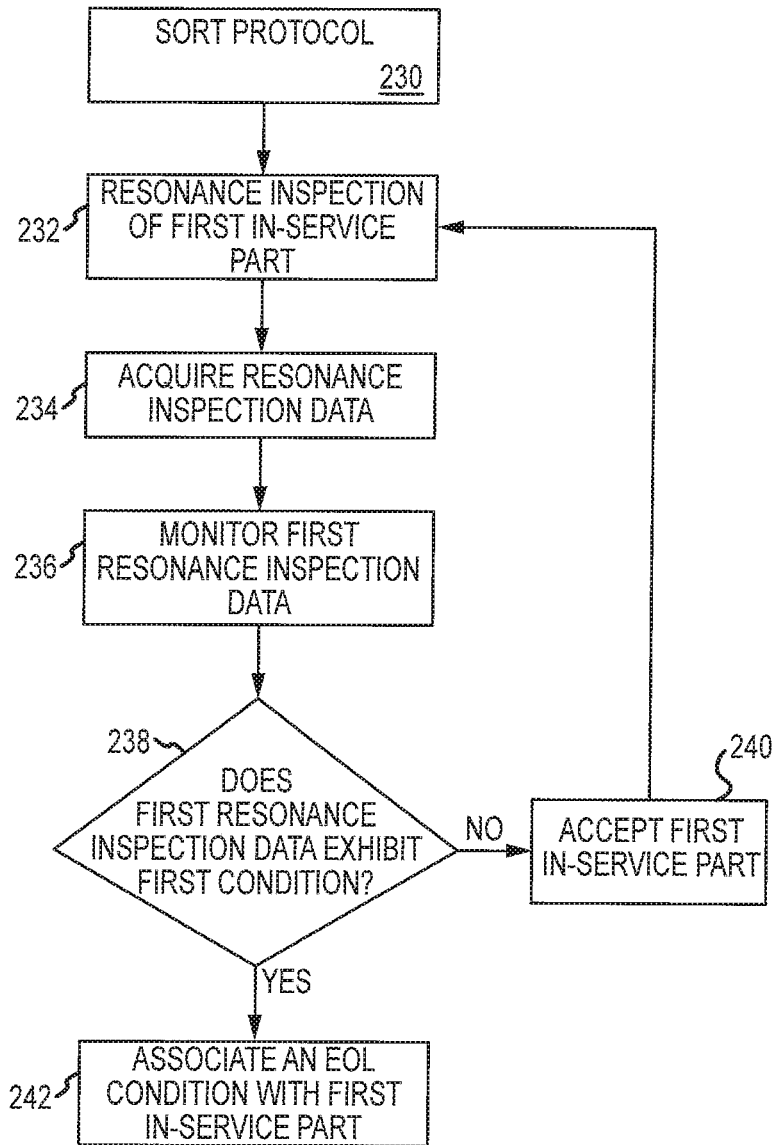 SORT PROTOCOL
230
RESONANCE INSPECTION
OF FIRST IN-SERVICE
PART
232
ACQUIRE RESONANCE
INSPECTION DATA
234
MONITOR FIRST
RESONANCE INSPECTION
DATA
236
238
DOES
FIRST RESONANCE
INSPECTION DATA EXHIBIT
FIRST CONDITION?
NO
240
ACCEPT FIRST
IN-SERVICE PART
YES
ASSOCIATE AN EOL
CONDITION WITH FIRST
IN-SERVICE PART
242